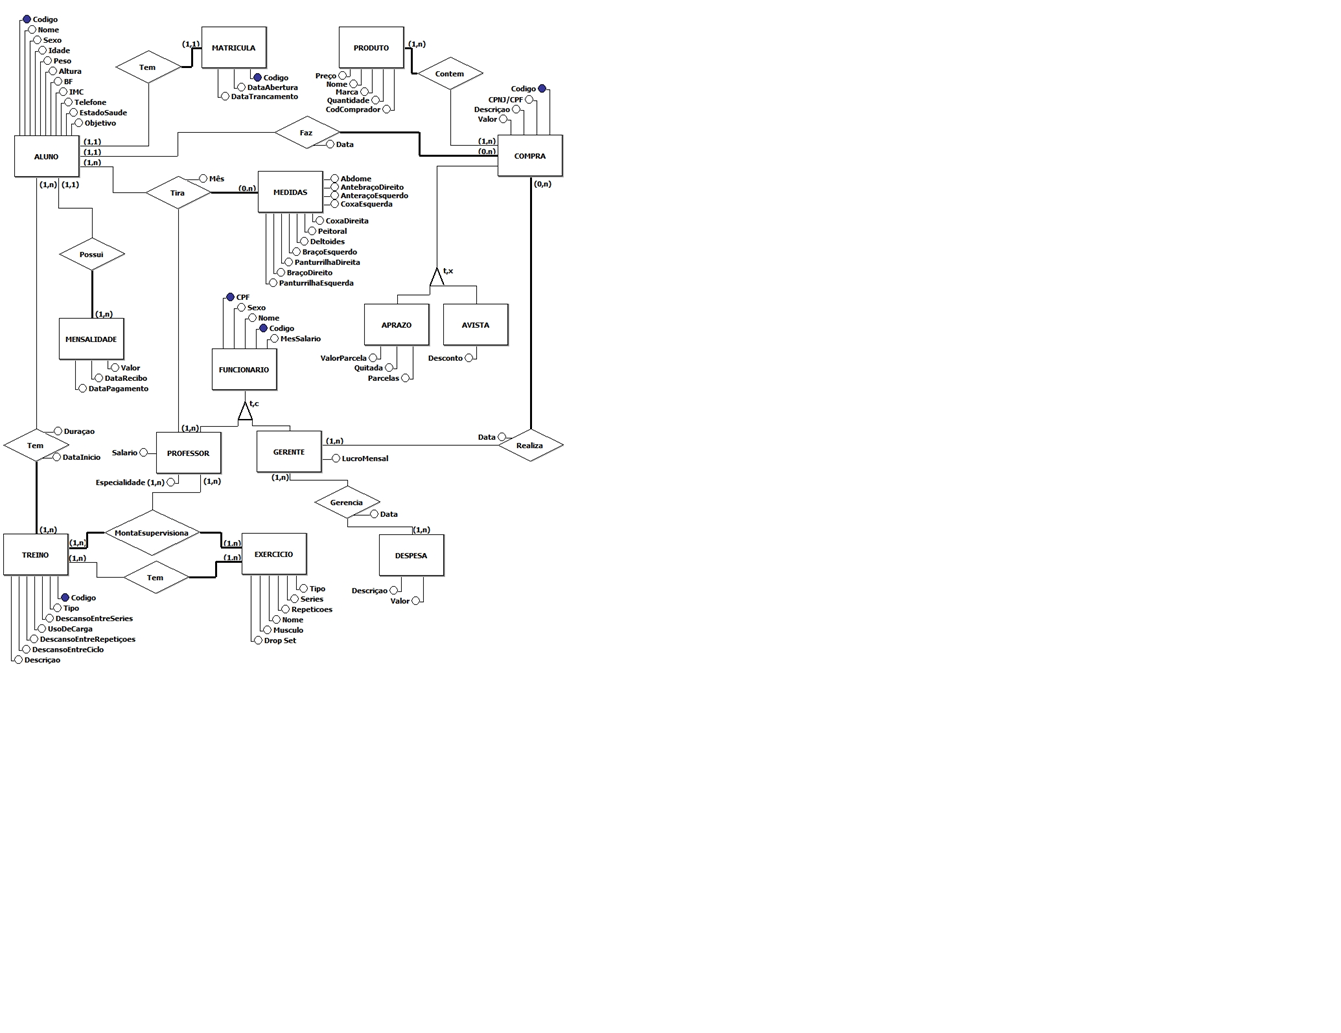 Codigo
Nome
Sexo
Idade
Peso
Altura
BF
IMC
Telefone
EstadoSaude
Objetivo
ALUNO
(1,1)
(1,1)
(1,n)
(1,n)
(1,1)
Tem
(1,1)
MATRICULA
Codigo
DataAbertura
DataTrancamento
PRODUTO
(1,n)
Preço
Nome
Marca
Quantidade
CodComprador
Contem
Codigo
CPNJ/CPF
Descriçao
Valor
(1,n)
(0,n)
COMPRA
(0,n)
Faz
Data
Tira
Mês
(0,n)
MEDIDAS
Abdome
AntebraçoDireito
AnteraçoEsquerdo
CoxaEsquerda
CoxaDireita
Peitoral
Deltoides
BraçoEsquerdo
PanturrilhaDireita
BraçoDireito
PanturrilhaEsquerda
Possui
(1,n)
MENSALIDADE
Valor
DataRecibo
DataPagamento
t,x
APRAZO
AVISTA
ValorParcela
Quitada
Parcelas
Desconto
CPF
Sexo
Nome
Codigo
MesSalario
FUNCIONARIO
t,c
(1,n)
PROFESSOR
Salario
Especialidade (1,n)
(1,n)
GERENTE
(1,n)
LucroMensal
(1,n)
Data
Realiza
Gerencia
Data
(1,n)
DESPESA
Descriçao
Valor
Duraçao
Tem
DataInicio
(1,n)
TREINO
(1,n)
(1,n)
MontaEsupervisiona
Tem
(1,n)
(1,n)
EXERCICIO
Tipo
Series
Repeticoes
Nome
Musculo
Drop Set
Codigo
Tipo
DescansoEntreSeries
UsoDeCarga
DescansoEntreRepetiçoes
DescansoEntreCiclo
Descriçao